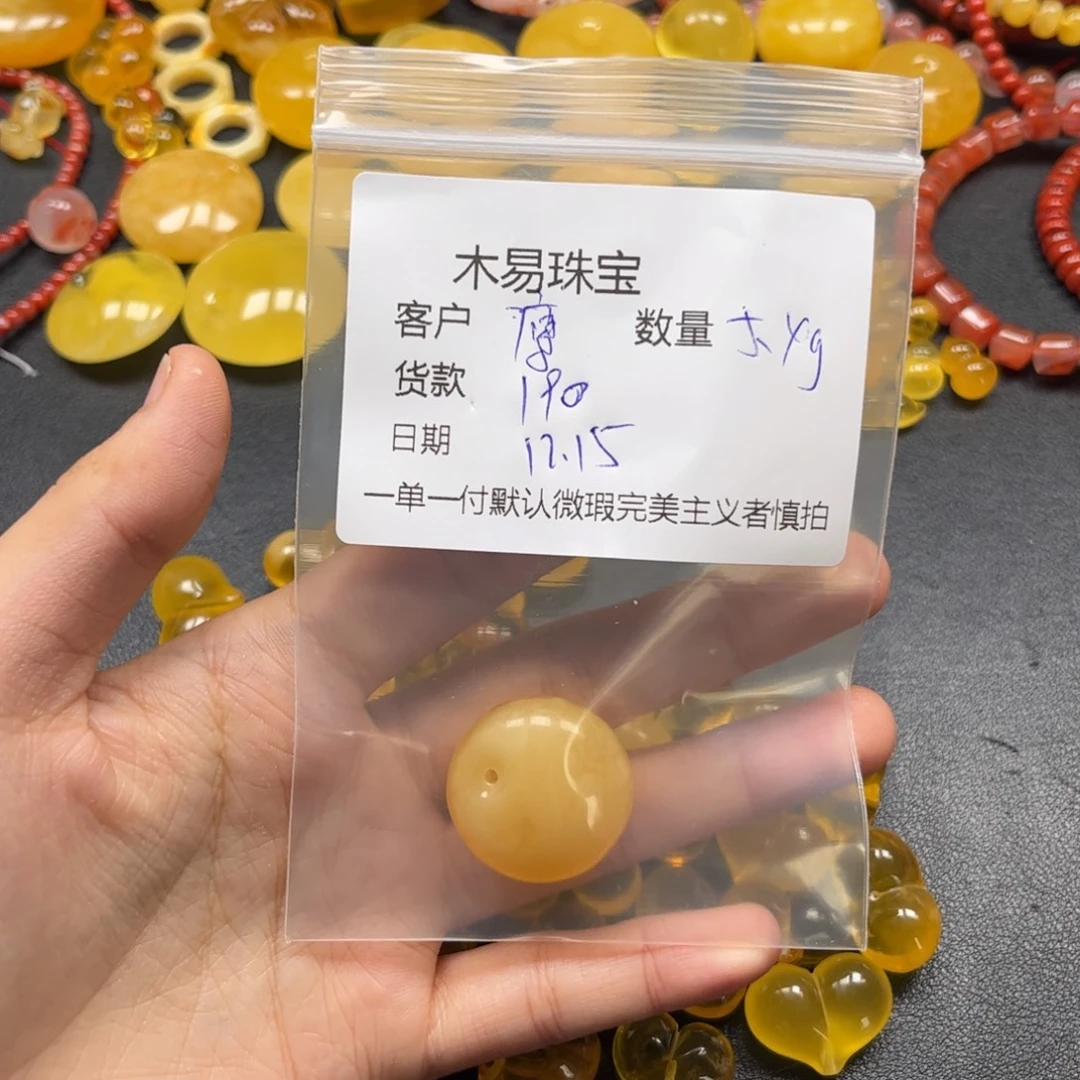 木易珠宝
客户 数量
货款 190
日期 12.15
一单一付默认微瑕完美主义者慎拍